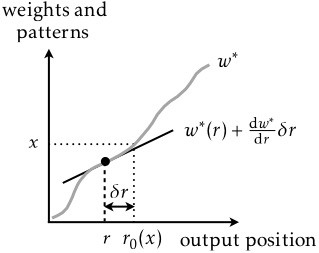 weights and
patterns
w*
x
w*(r) + dw*/dr δr
δr
r r₀(x) output position